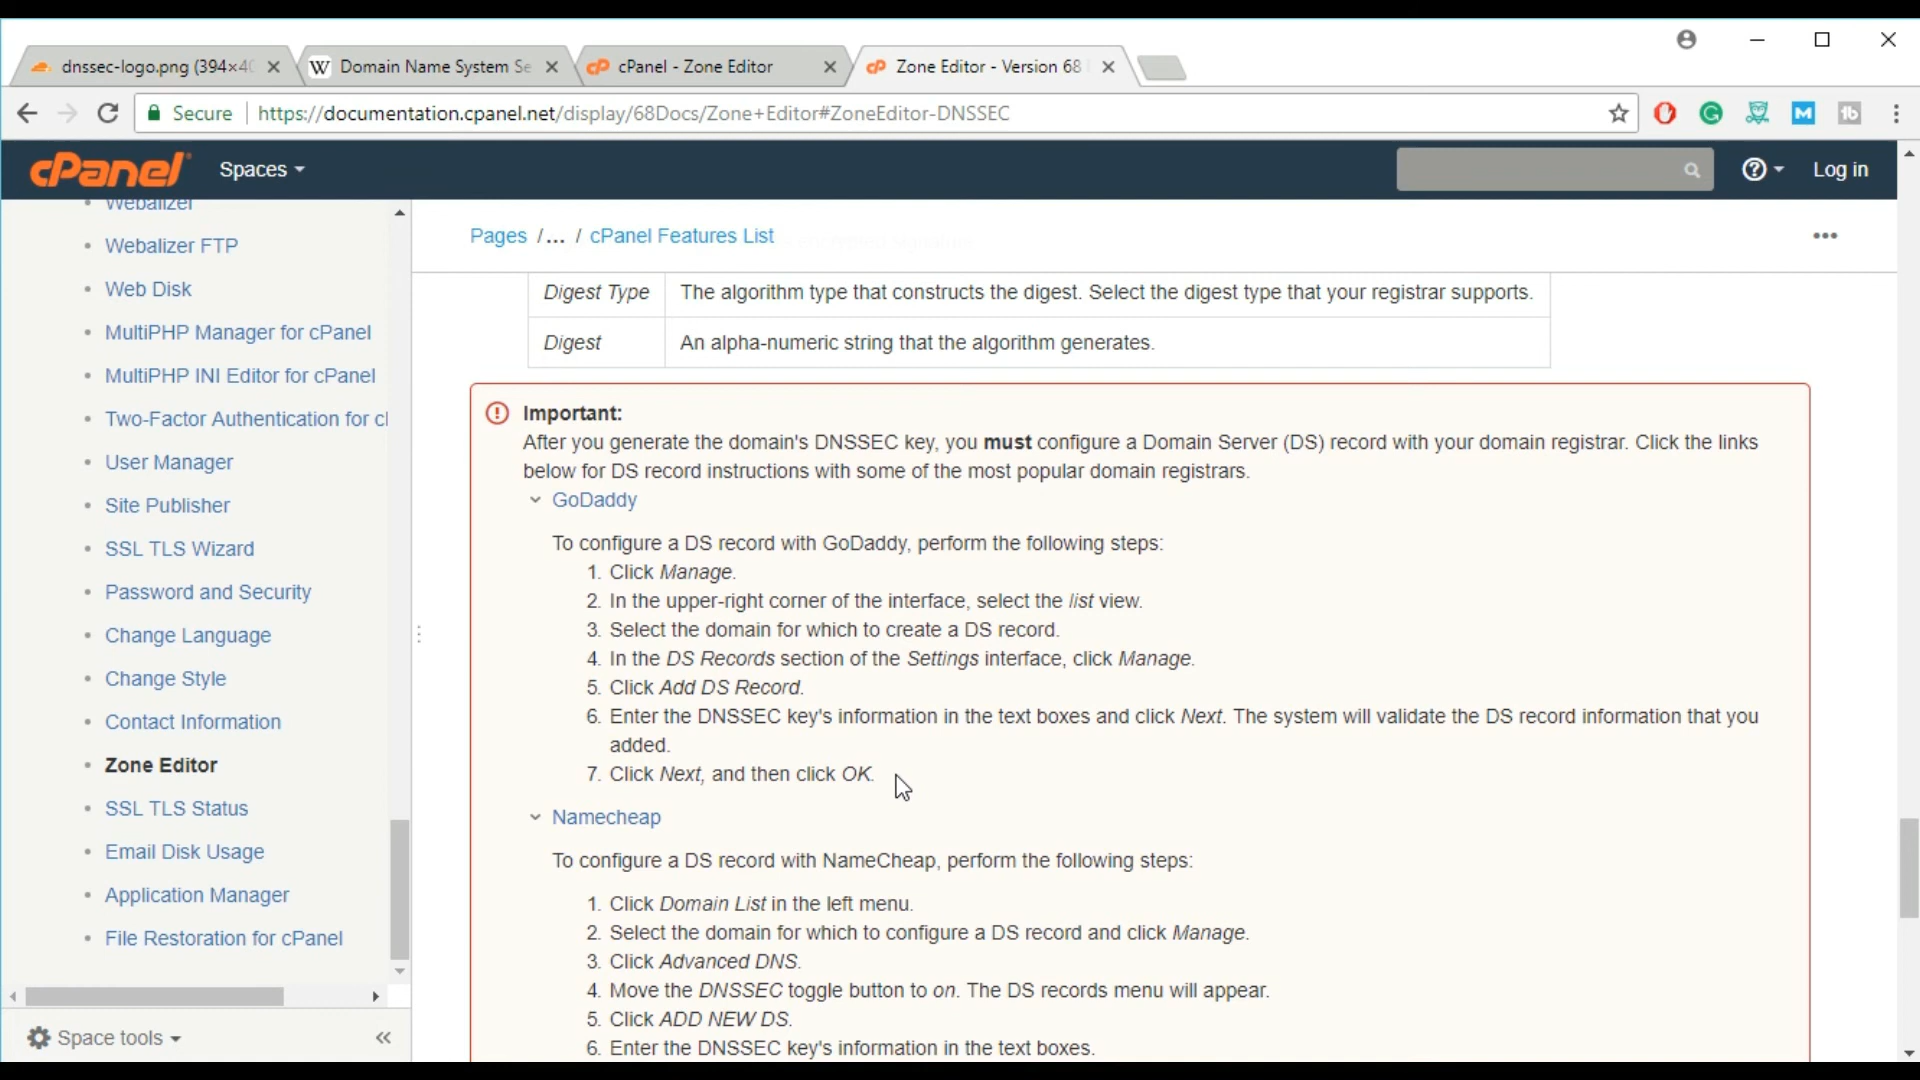 dnssec-logo.png (394×40
Domain Name System Se
cPanel - Zone Editor
Zone Editor - Version 68
Secure
https://documentation.cpanel.net/display/68Docs/Zone+Editor#ZoneEditor-DNSSEC
cPanel
Spaces
Log in
Webalizer
Webalizer FTP
Web Disk
MultiPHP Manager for cPanel
MultiPHP INI Editor for cPanel
Two-Factor Authentication for cl
User Manager
Site Publisher
SSL TLS Wizard
Password and Security
Change Language
Change Style
Contact Information
Zone Editor
SSL TLS Status
Email Disk Usage
Application Manager
File Restoration for cPanel
Space tools
Pages /... / cPanel Features List
Digest Type The algorithm type that constructs the digest. Select the digest type that your registrar supports.
Digest An alpha-numeric string that the algorithm generates.
Important:
After you generate the domain's DNSSEC key, you must configure a Domain Server (DS) record with your domain registrar. Click the links
below for DS record instructions with some of the most popular domain registrars.
GoDaddy
To configure a DS record with GoDaddy, perform the following steps:
1. Click Manage.
2. In the upper-right corner of the interface, select the list view.
3. Select the domain for which to create a DS record.
4. In the DS Records section of the Settings interface, click Manage.
5. Click Add DS Record.
6. Enter the DNSSEC key's information in the text boxes and click Next. The system will validate the DS record information that you
added.
7. Click Next, and then click OK.
Namecheap
To configure a DS record with NameCheap, perform the following steps:
1. Click Domain List in the left menu.
2. Select the domain for which to configure a DS record and click Manage.
3. Click Advanced DNS.
4. Move the DNSSEC toggle button to on. The DS records menu will appear.
5. Click ADD NEW DS.
6. Enter the DNSSEC key's information in the text boxes.